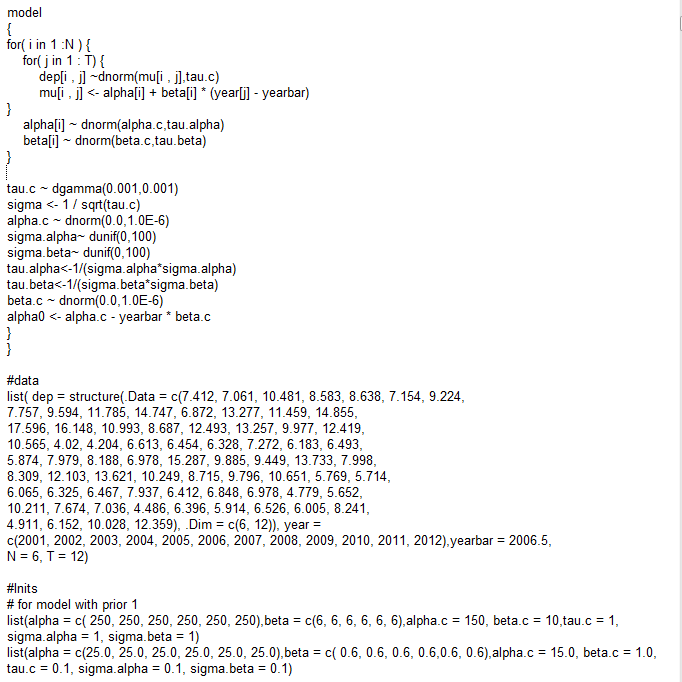 model
{
for( i in 1 :N ) {
for( j in 1 : T) {
dep[i , j] ~dnorm(mu[i , j],tau.c)
mu[i , j] <- alpha[i] + beta[i] * (year[j] - yearbar)
}
alpha[i] ~ dnorm(alpha.c,tau.alpha)
beta[i] ~ dnorm(beta.c,tau.beta)
}
tau.c ~ dgamma(0.001,0.001)
sigma <- 1 / sqrt(tau.c)
alpha.c ~ dnorm(0.0,1.0E-6)
sigma.alpha~ dunif(0,100)
sigma.beta~ dunif(0,100)
tau.alpha<-1/(sigma.alpha*sigma.alpha)
tau.beta<-1/(sigma.beta*sigma.beta)
beta.c ~ dnorm(0.0,1.0E-6)
alpha0 <- alpha.c - yearbar * beta.c
}
}
#data
list( dep = structure(.Data = c(7.412, 7.061, 10.481, 8.583, 8.638, 7.154, 9.224,
7.757, 9.594, 11.785, 14.747, 6.872, 13.277, 11.459, 14.855,
17.596, 16.148, 10.993, 8.687, 12.493, 13.257, 9.977, 12.419,
10.565, 4.02, 4.204, 6.613, 6.454, 6.328, 7.272, 6.183, 6.493,
5.874, 7.979, 8.188, 6.978, 15.287, 9.885, 9.449, 13.733, 7.998,
8.309, 12.103, 13.621, 10.249, 8.715, 9.796, 10.651, 5.769, 5.714,
6.065, 6.325, 6.467, 7.937, 6.412, 6.848, 6.978, 4.779, 5.652,
10.211, 7.674, 7.036, 4.486, 6.396, 5.914, 6.526, 6.005, 8.241,
4.911, 6.152, 10.028, 12.359), .Dim = c(6, 12)), year =
c(2001, 2002, 2003, 2004, 2005, 2006, 2007, 2008, 2009, 2010, 2011, 2012),yearbar = 2006.5,
N = 6, T = 12)
#Inits
# for model with prior 1
list(alpha = c( 250, 250, 250, 250, 250, 250),beta = c(6, 6, 6, 6, 6, 6),alpha.c = 150, beta.c = 10,tau.c = 1,
sigma.alpha = 1, sigma.beta = 1)
list(alpha = c(25.0, 25.0, 25.0, 25.0, 25.0, 25.0),beta = c( 0.6, 0.6, 0.6, 0.6,0.6, 0.6),alpha.c = 15.0, beta.c = 1.0,
tau.c = 0.1, sigma.alpha = 0.1, sigma.beta = 0.1)